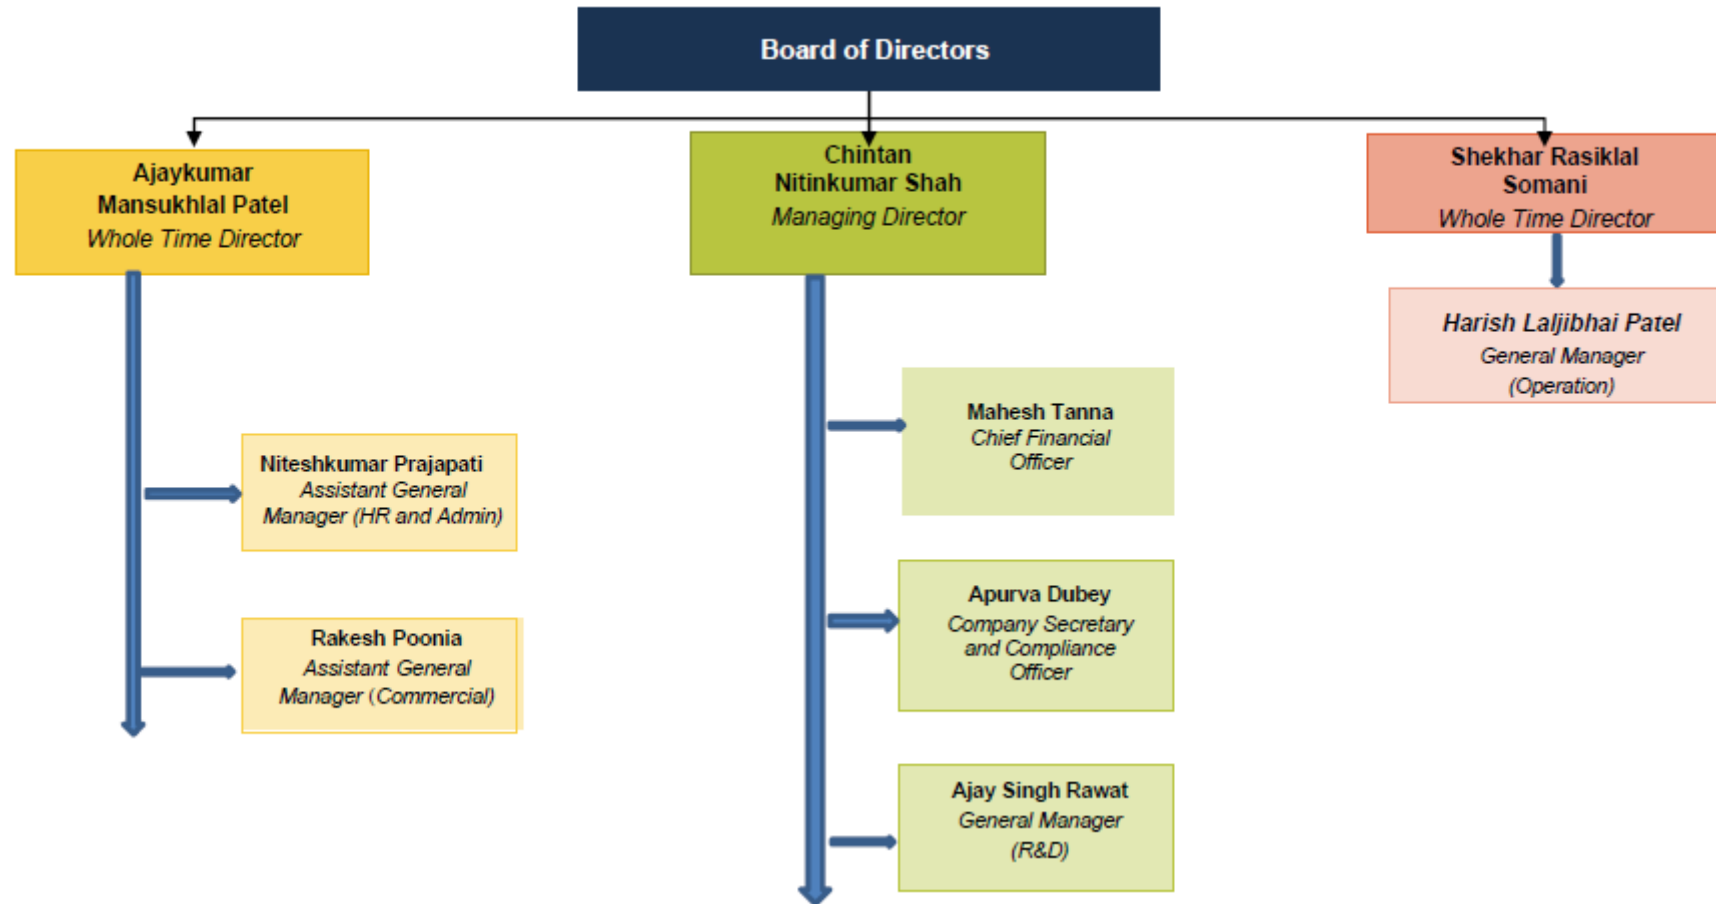 Board of Directors
Ajaykumar
Mansukhlal Patel
Whole Time Director
Chintan
Nitinkumar Shah
Managing Director
Shekhar Rasiklal
Somani
Whole Time Director
Harish Laljibhai Patel
General Manager
(Operation)
Mahesh Tanna
Chief Financial
Officer
Niteshkumar Prajapati
Assistant General
Manager (HR and Admin)
Apurva Dubey
Company Secretary
and Compliance
Officer
Rakesh Poonia
Assistant General
Manager (Commercial)
Ajay Singh Rawat
General Manager
(R&D)